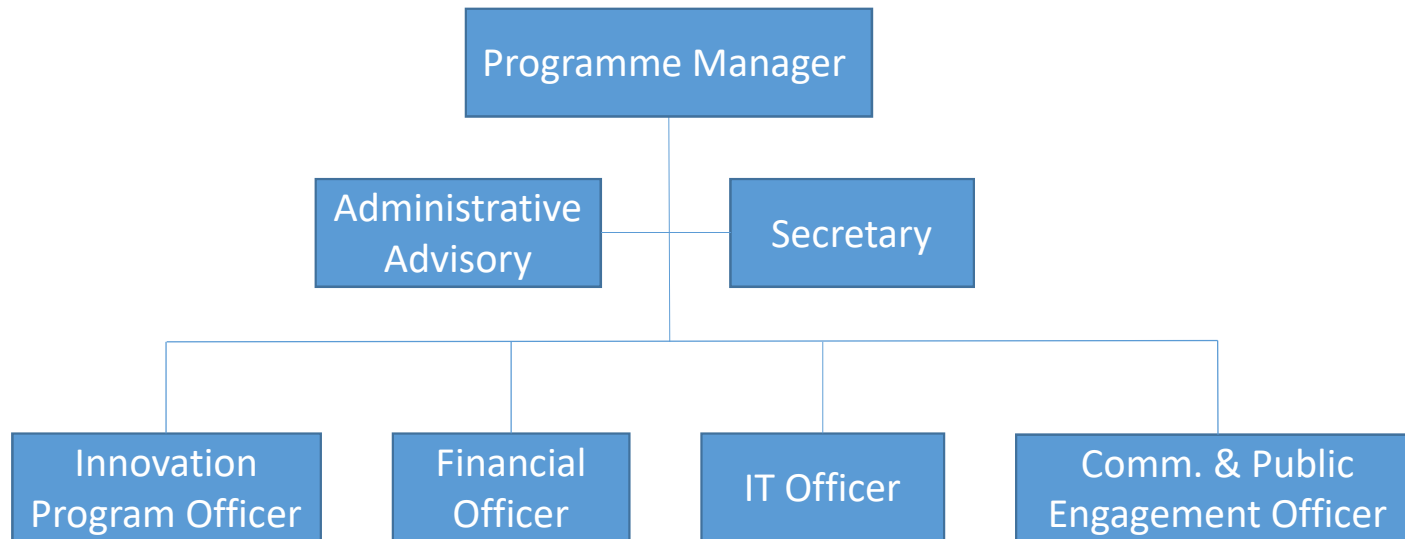 Programme Manager
Administrative
Advisory
Secretary
Innovation
Program Officer
Financial
Officer
IT Officer
Comm. & Public
Engagement Officer